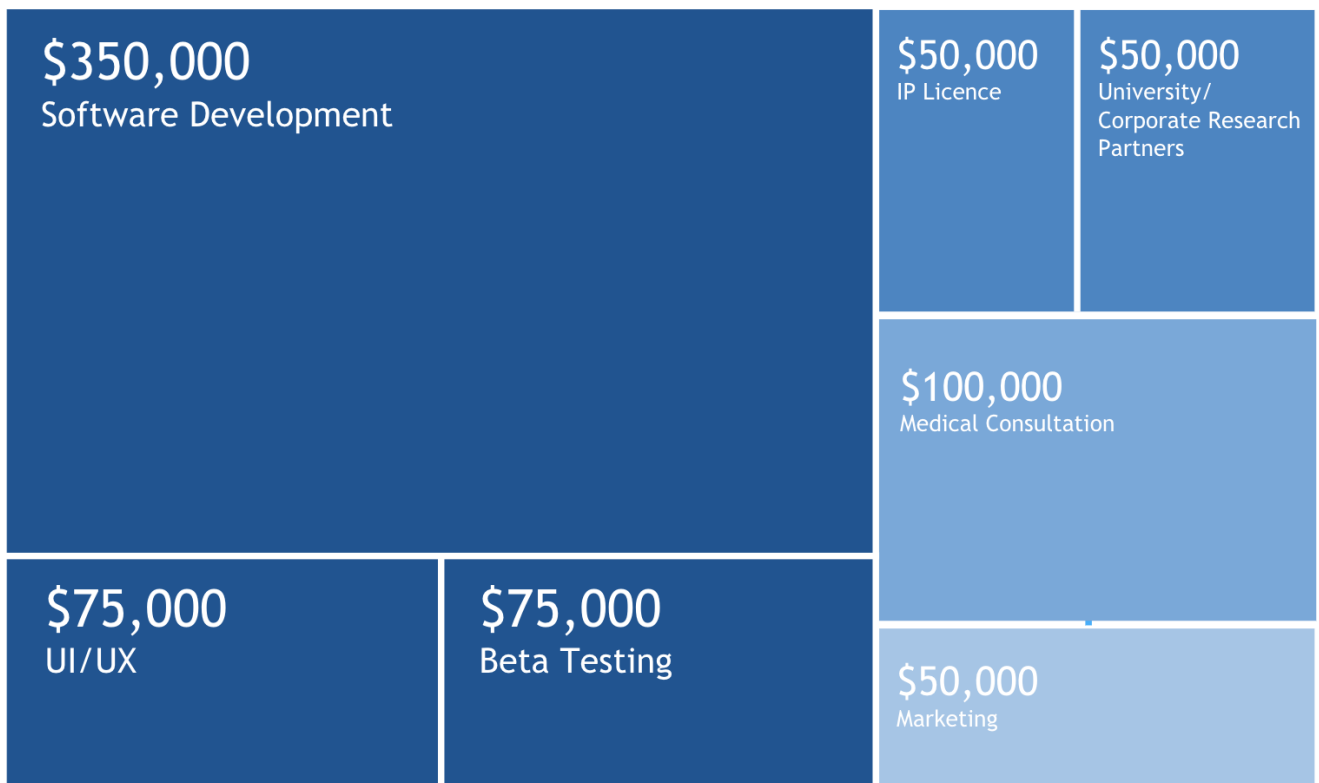 $350,000
Software Development
$50,000
IP Licence
$50,000
University/
Corporate Research
Partners
$100,000
Medical Consultation
$75,000
UI/UX
$75,000
Beta Testing
$50,000
Marketing